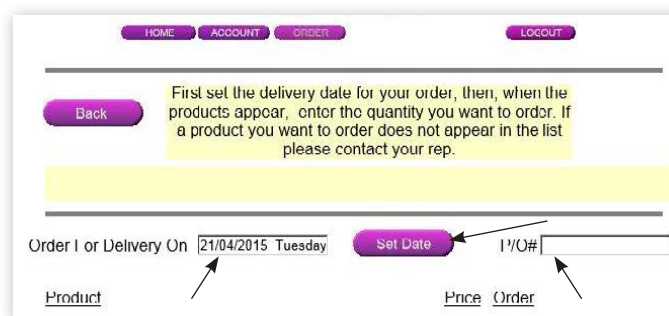 HOME ACCOUNT ORDER LOGOUT
First set the delivery date for your order, then, when the
Back products appear, enter the quantity you want to order. If
a product you want to order does not appear in the list
please contact your rep.
Order For Delivery On 21/04/2015 Tuesday Set Date P/O#
Product Price Order